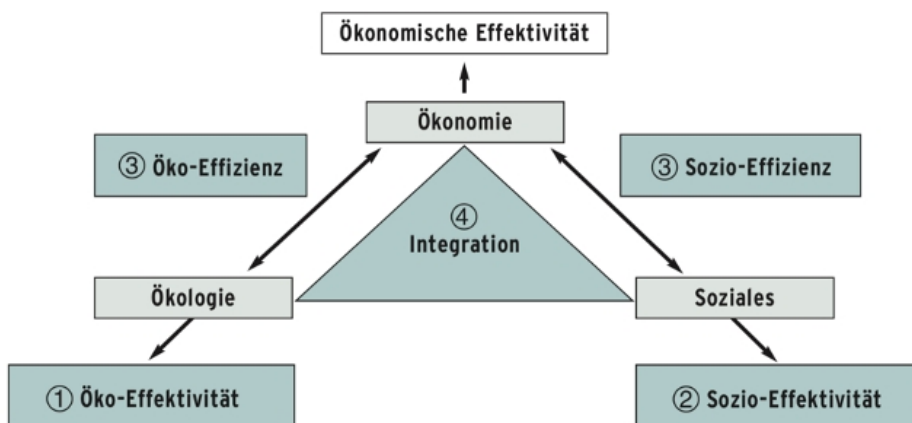 Ökonomische Effektivität
Ökonomie
③ Öko-Effizienz
③ Sozio-Effizienz
④
Integration
Ökologie
Soziales
① Öko-Effektivität
② Sozio-Effektivität